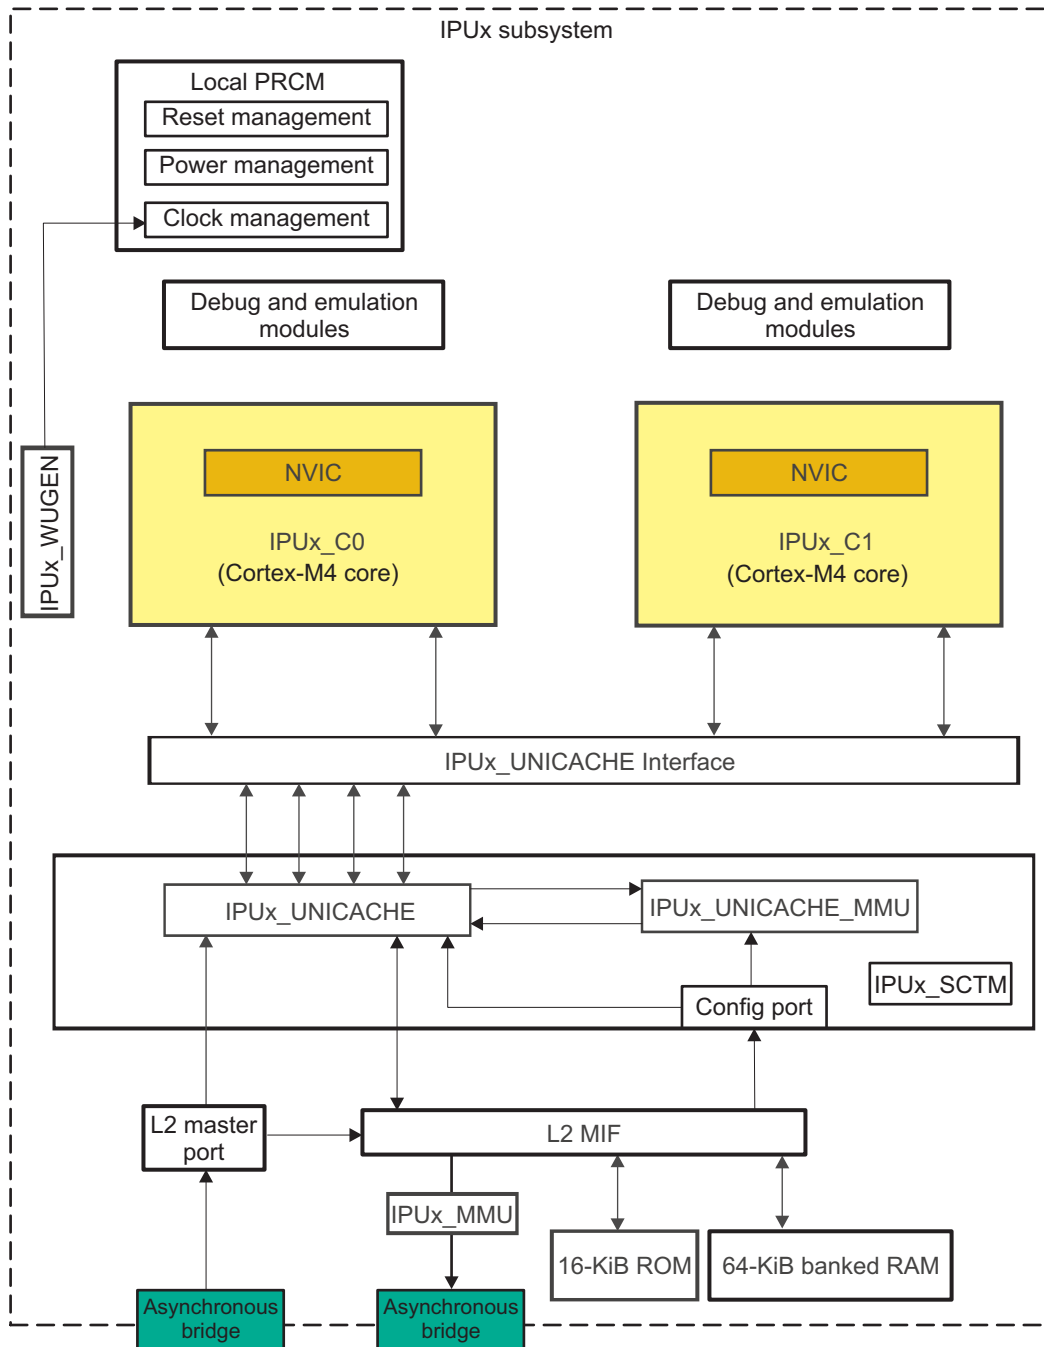 IPUx subsystem
Local PRCM
Reset management
Power management
Clock management
Debug and emulation
modules
Debug and emulation
modules
IPUx_WUGEN
NVIC
IPUx_C0
(Cortex-M4 core)
NVIC
IPUx_C1
(Cortex-M4 core)
IPUx_UNICACHE Interface
IPUx_UNICACHE
IPUx_UNICACHE_MMU
IPUx_SCTM
Config port
L2 master
port
L2 MIF
IPUx_MMU
16-KiB ROM
64-KiB banked RAM
Asynchronous
bridge
Asynchronous
bridge